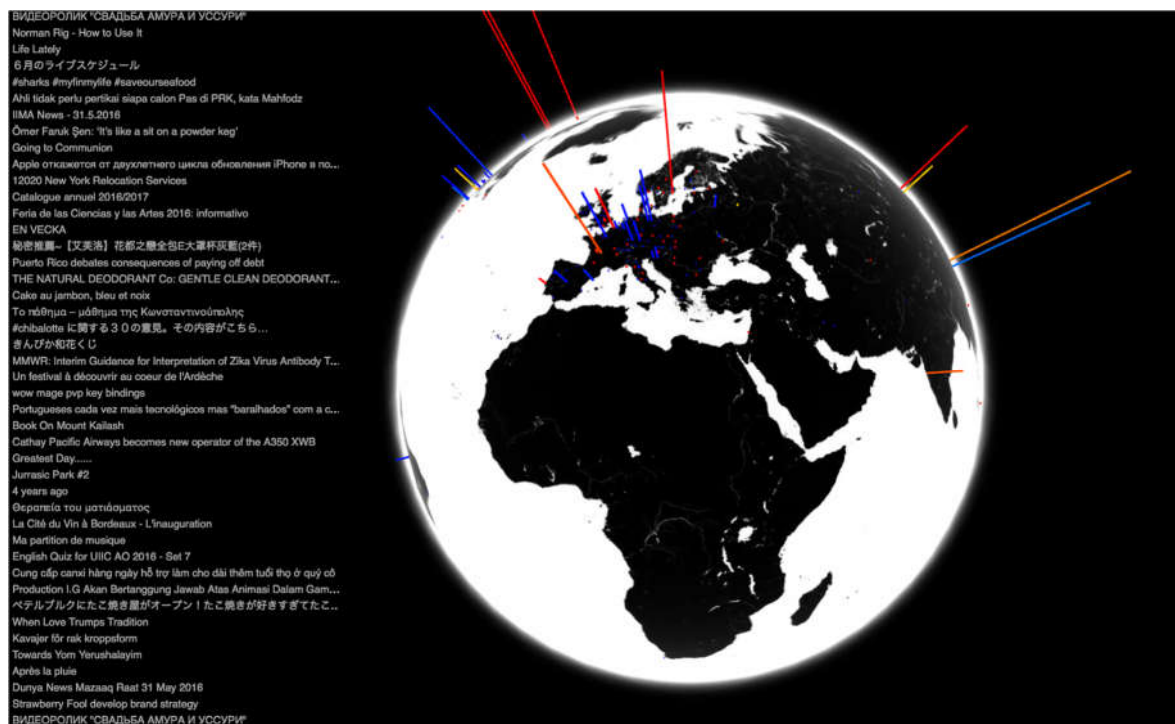 ВИДЕОРОЛИК "СВАДЬБА АМУРА И УССУРИ"
Norman Rig - How to Use It
Life Lately
６月のライブスケジュール
#sharks #myfinmylife #saveourseafood
Ahli tidak perlu pertikai siapa calon Pas di PRK, kata Mahfodz
IIMA News - 31.5.2016
Ömer Faruk Şen: 'It's like a sit on a powder keg'
Going to Communion
Apple откажется от двухлетнего цикла обновления iPhone в по...
12020 New York Relocation Services
Catalogue annuel 2016/2017
Feria de las Ciencias y las Artes 2016: informativo
EN VECKA
秘密推薦~【艾芙洛】花都之戀全包E大罩杯灰藍(2件)
Puerto Rico debates consequences of paying off debt
THE NATURAL DEODORANT Co: GENTLE CLEAN DEODORANT...
Cake au jambon, bleu et noix
Το πάθημα – μάθημα της Κωνσταντινούπολης
#chibalotte に関する３０の意見。その内容がこちら...
きんぴか和花くじ
MMWR: Interim Guidance for Interpretation of Zika Virus Antibody T...
Un festival à découvrir au coeur de l'Ardèche
wow mage pvp key bindings
Portugueses cada vez mais tecnológicos mas "baralhados" com a c...
Book On Mount Kailash
Cathay Pacific Airways becomes new operator of the A350 XWB
Greatest Day......
Jurrasic Park #2
4 years ago
Θεραπεία του ματιάσματος
La Cité du Vin à Bordeaux - L'inauguration
Ma partition de musique
English Quiz for UIIC AO 2016 - Set 7
Cung cấp canxi hàng ngày hỗ trợ làm cho dài thêm tuổi thọ ở quý cô
Production I.G Akan Bertanggung Jawab Atas Animasi Dalam Gam...
ペテルブルクにたこ焼き屋がオープン！たこ焼きが好きすぎてたこ...
When Love Trumps Tradition
Kavajer för rak kroppsform
Towards Yom Yerushalayim
Après la pluie
Dunya News Mazaaq Raat 31 May 2016
Strawberry Fool develop brand strategy
ВИДЕОРОЛИК "СВАДЬБА АМУРА И УССУРИ"